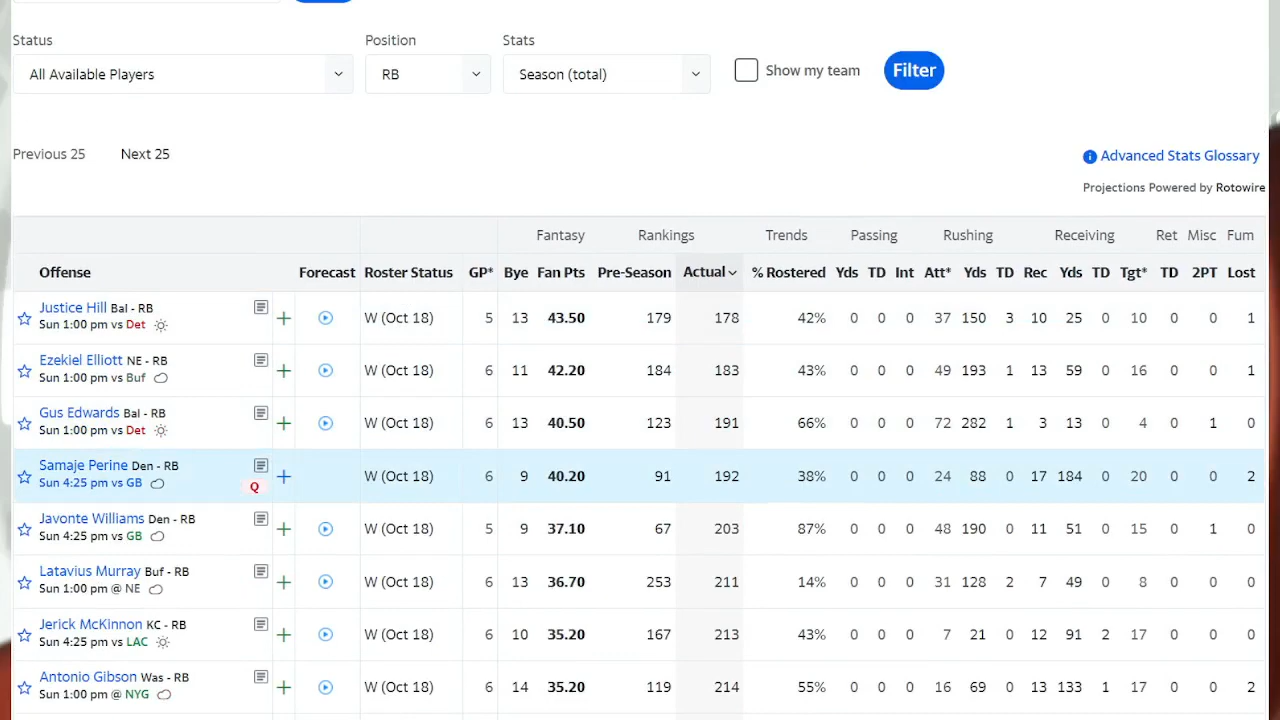 Status Position Stats
All Available Players RB Season (total) Show my team Filter
Previous 25 Next 25
Advanced Stats Glossary
Projections Powered by Rotowire
Fantasy Rankings Trends Passing Rushing Receiving Ret Misc Fum
Offense Forecast Roster Status GP* Bye Fan Pts Pre-Season Actual % Rostered Yds TD Int Att* Yds TD Rec Yds TD Tgt* TD 2PT Lost
Justice Hill Bal - RB
Sun 1:00 pm vs Det
W (Oct 18) 5 13 43.50 179 178 42% 0 0 0 37 150 3 10 25 0 10 0 0 1
Ezekiel Elliott NE - RB
Sun 1:00 pm vs Buf
W (Oct 18) 6 11 42.20 184 183 43% 0 0 0 49 193 1 13 59 0 16 0 0 1
Gus Edwards Bal - RB
Sun 1:00 pm vs Det
W (Oct 18) 6 13 40.50 123 191 66% 0 0 0 72 282 1 3 13 0 4 0 1 0
Samaje Perine Den - RB
Sun 4:25 pm vs GB
Q
W (Oct 18) 6 9 40.20 91 192 38% 0 0 0 24 88 0 17 184 0 20 0 0 2
Javonte Williams Den - RB
Sun 4:25 pm vs GB
W (Oct 18) 5 9 37.10 67 203 87% 0 0 0 48 190 0 11 51 0 15 0 1 0
Latavius Murray Buf - RB
Sun 1:00 pm @ NE
W (Oct 18) 6 13 36.70 253 211 14% 0 0 0 31 128 2 7 49 0 8 0 0 0
Jerick McKinnon KC - RB
Sun 4:25 pm vs LAC
W (Oct 18) 6 10 35.20 167 213 43% 0 0 0 7 21 0 12 91 2 17 0 0 0
Antonio Gibson Was - RB
Sun 1:00 pm @ NYG
W (Oct 18) 6 14 35.20 119 214 55% 0 0 0 16 69 0 13 133 1 17 0 0 2